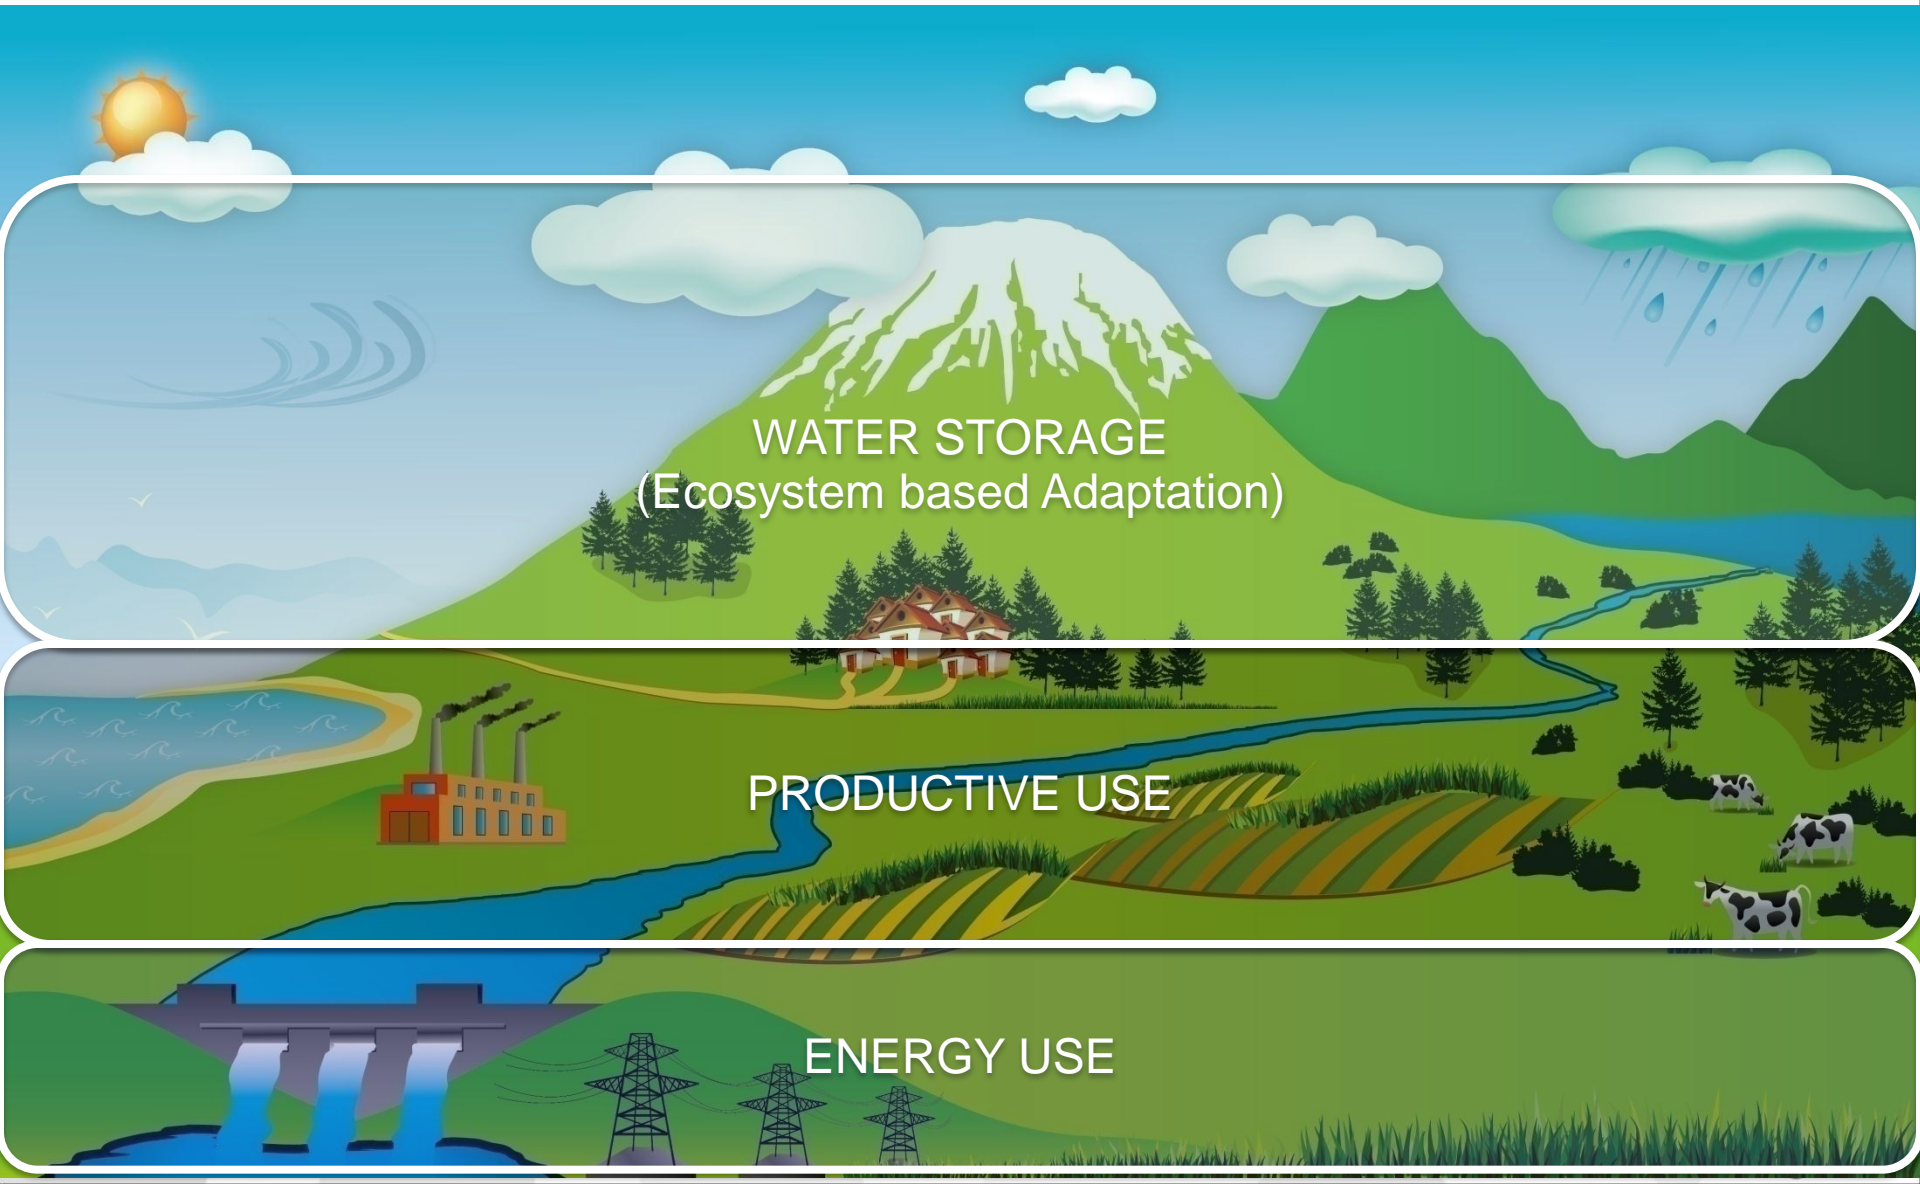 WATER STORAGE
(Ecosystem based Adaptation)
PRODUCTIVE USE
ENERGY USE